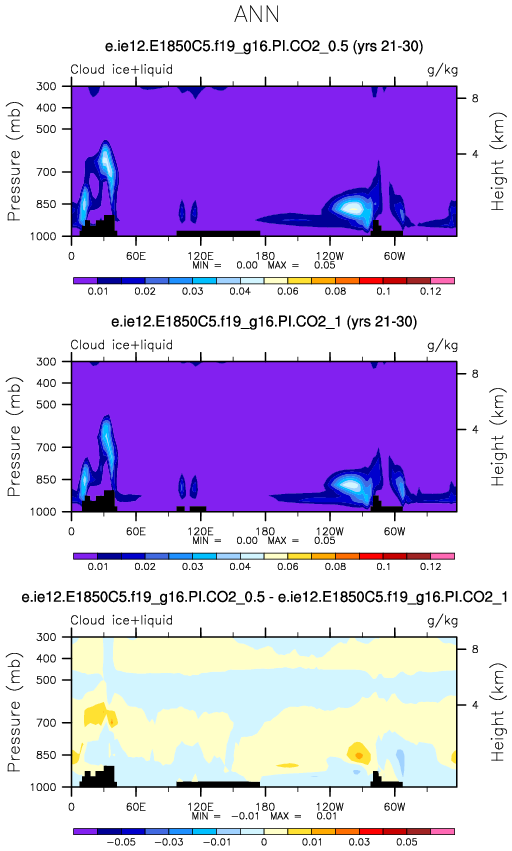 ANN
e.ie12.E1850C5.f19_g16.PI.CO2_0.5 (yrs 21-30)
Cloud ice+liquid g/kg
300
400
500
700
850
1000
Pressure (mb)
8
4
Height (km)
0 60E 120E 180 120W 60W
MIN = 0.00 MAX = 0.05
0.01 0.02 0.03 0.04 0.06 0.08 0.10 0.12
e.ie12.E1850C5.f19_g16.PI.CO2_1 (yrs 21-30)
Cloud ice+liquid g/kg
300
400
500
700
850
1000
Pressure (mb)
8
4
Height (km)
0 60E 120E 180 120W 60W
MIN = 0.00 MAX = 0.05
0.01 0.02 0.03 0.04 0.06 0.08 0.10 0.12
e.ie12.E1850C5.f19_g16.PI.CO2_0.5 - e.ie12.E1850C5.f19_g16.PI.CO2_1
Cloud ice+liquid g/kg
300
400
500
700
850
1000
Pressure (mb)
8
4
Height (km)
0 60E 120E 180 120W 60W
MIN = -0.01 MAX = 0.01
-0.05 -0.03 -0.01 0 0.01 0.03 0.05